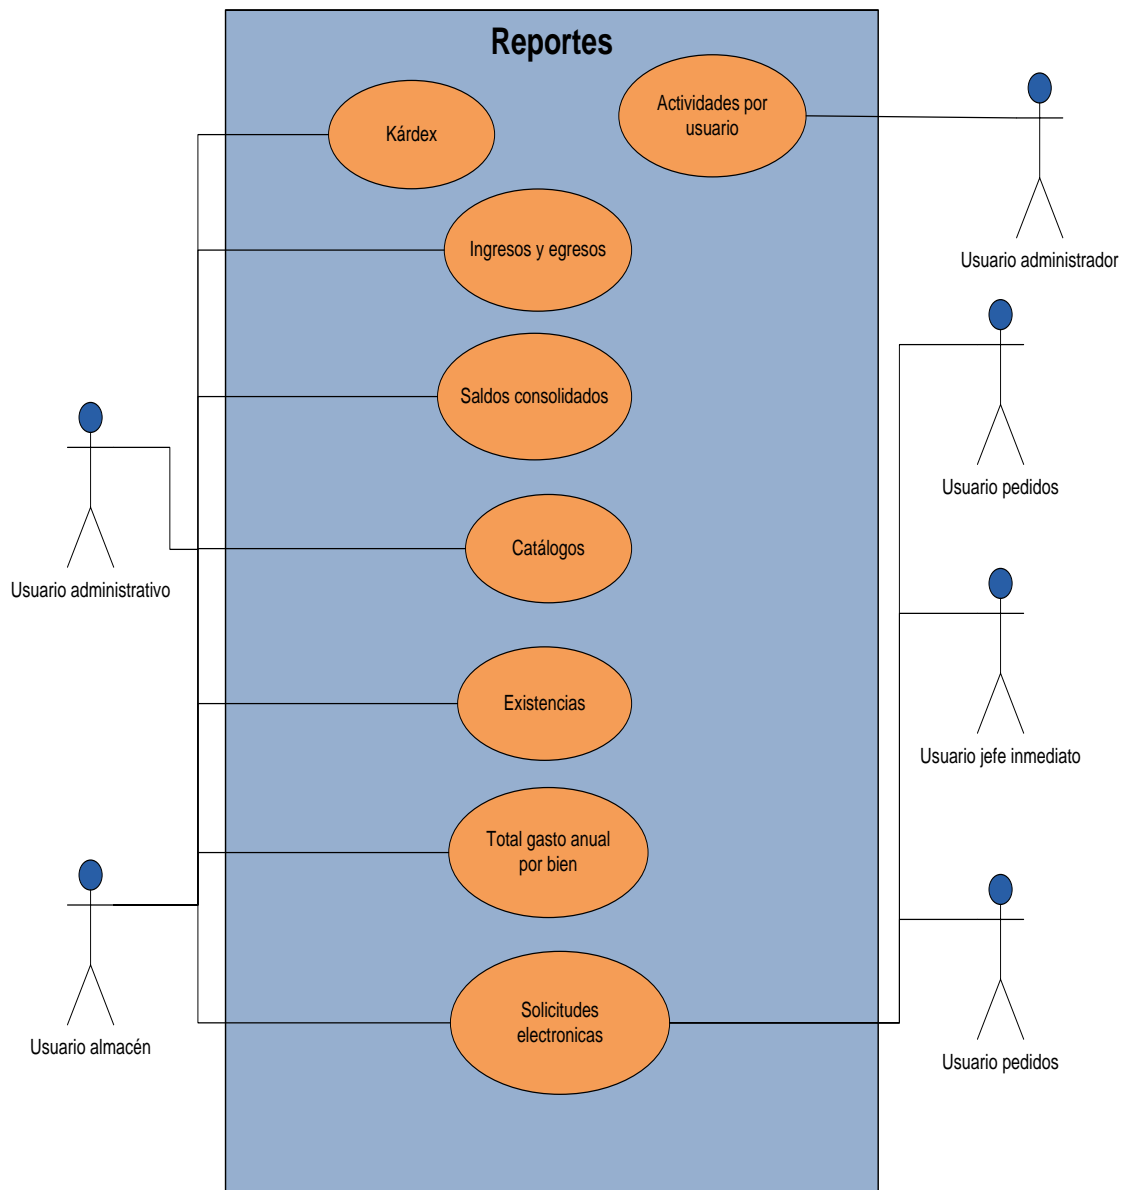 Reportes
Kárdex
Actividades por
usuario
Usuario administrador
Ingresos y egresos
Saldos consolidados
Usuario pedidos
Catálogos
Usuario administrativo
Existencias
Usuario jefe inmediato
Total gasto anual
por bien
Solicitudes
electronicas
Usuario almacén
Usuario pedidos